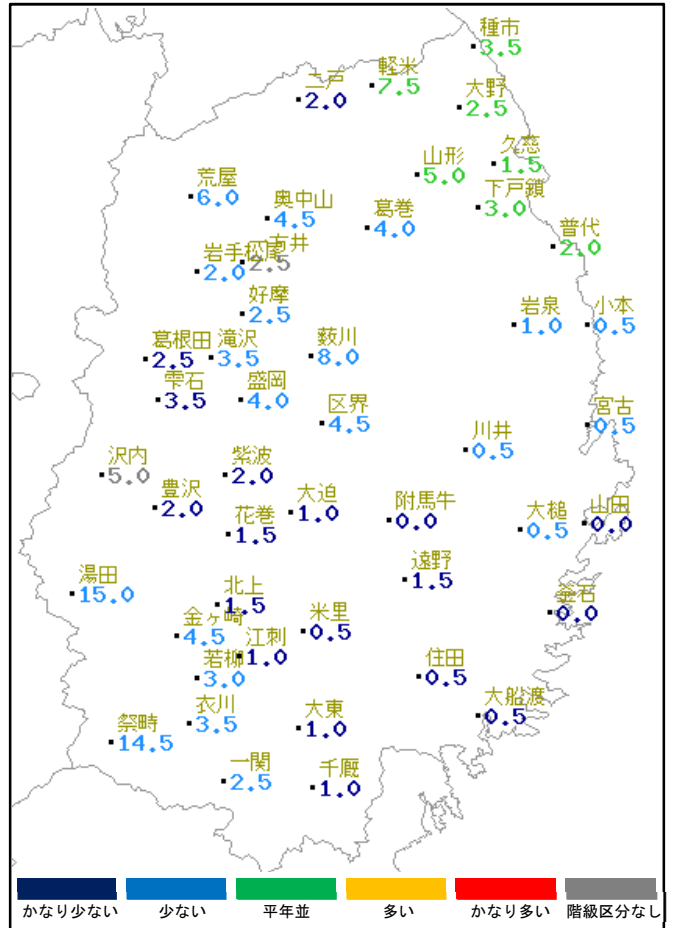 種市
3.5
軽米
7.5
二戸
2.0
大野
2.5
久慈
1.5
山形
5.0
荒屋
6.0
下戸鎖
3.0
奥中山
4.5
葛巻
4.0
普代
2.0
一方井
2.5
岩手松尾
2.0
好摩
2.5
岩泉
1.0
小本
0.5
葛根田
2.5
滝沢
3.5
薮川
8.0
雫石
3.5
盛岡
4.0
区界
4.5
宮古
0.5
川井
0.5
沢内
5.0
紫波
2.0
豊沢
2.0
大迫
1.0
附馬牛
0.0
大槌
0.5
山田
0.0
花巻
1.5
遠野
1.5
湯田
15.0
北上
1.5
釜石
0.0
金ヶ崎
4.5
米里
0.5
江刺
1.0
若柳
3.0
住田
0.5
衣川
3.5
大東
1.0
大船渡
0.5
祭畤
14.5
一関
2.5
千厩
1.0
かなり少ない
少ない
平年並
多い
かなり多い
階級区分なし